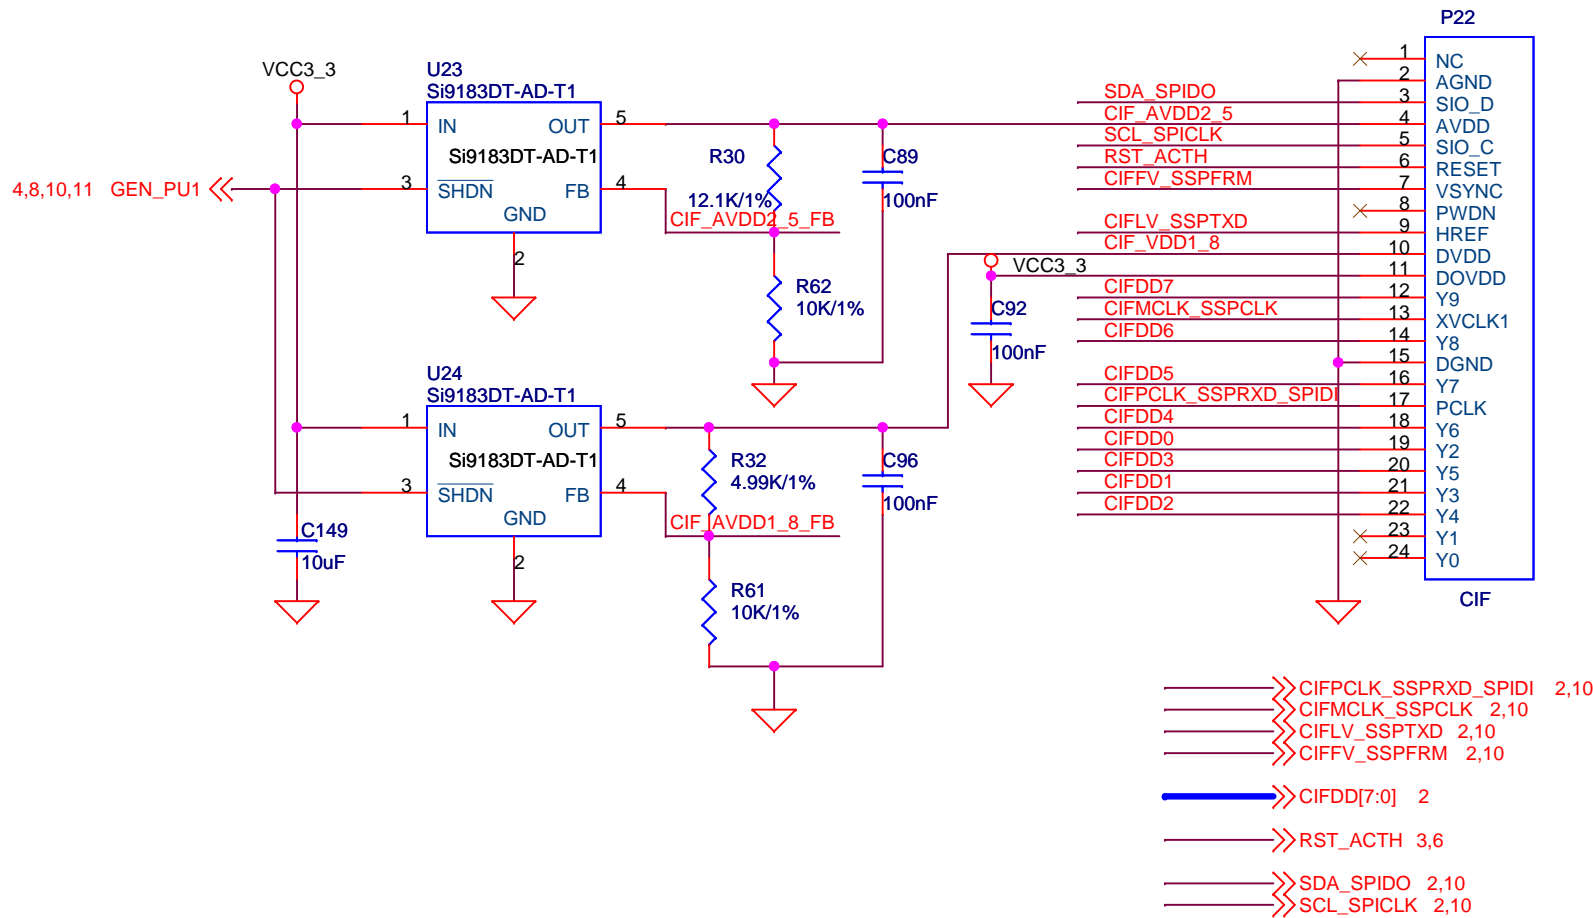 P22
VCC3_3
U23
Si9183DT-AD-T1
1 IN OUT 5
Si9183DT-AD-T1
4,8,10,11 GEN_PU1
3 SHDN FB 4
GND
2
R30
12.1K/1%
C89
100nF
CIF_AVDD2_5_FB
R62
10K/1%
U24
Si9183DT-AD-T1
1 IN OUT 5
Si9183DT-AD-T1
3 SHDN FB 4
GND
2
R32
4.99K/1%
C96
100nF
CIF_AVDD1_8_FB
R61
10K/1%
C149
10uF
VCC3_3
C92
100nF
1 NC
2 AGND
SDA_SPIDO 3 SIO_D
CIF_AVDD2_5 4 AVDD
SCL_SPICLK 5 SIO_C
RST_ACTH 6 RESET
CIFFV_SSPFRM 7 VSYNC
8 PWDN
CIFLV_SSPTXD 9 HREF
CIF_VDD1_8 10 DVDD
11 DOVDD
CIFDD7 12 Y9
CIFMCLK_SSPCLK 13 XVCLK1
CIFDD6 14 Y8
15 DGND
CIFDD5 16 Y7
CIFPCLK_SSPRXD_SPIDI 17 PCLK
CIFDD4 18 Y6
CIFDD0 19 Y2
CIFDD3 20 Y5
CIFDD1 21 Y3
CIFDD2 22 Y4
23 Y1
24 Y0
CIF
CIFPCLK_SSPRXD_SPIDI 2,10
CIFMCLK_SSPCLK 2,10
CIFLV_SSPTXD 2,10
CIFFV_SSPFRM 2,10
CIFDD[7:0] 2
RST_ACTH 3,6
SDA_SPIDO 2,10
SCL_SPICLK 2,10